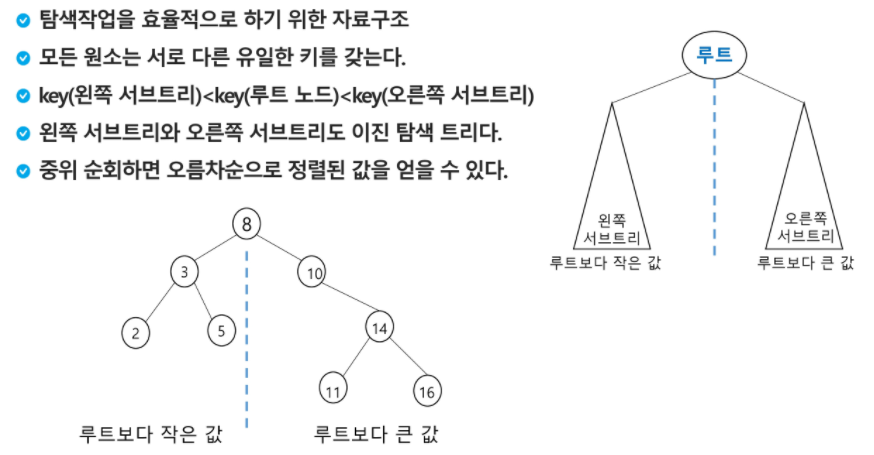 탐색작업을 효율적으로 하기 위한 자료구조
모든 원소는 서로 다른 유일한 키를 갖는다.
key(왼쪽 서브트리)<key(루트 노드)<key(오른쪽 서브트리)
왼쪽 서브트리와 오른쪽 서브트리도 이진 탐색 트리다.
중위 순회하면 오름차순으로 정렬된 값을 얻을 수 있다.
루트
왼쪽
서브트리
오른쪽
서브트리
루트보다 작은 값
루트보다 큰 값
8
3
10
2
5
14
11
16
루트보다 작은 값
루트보다 큰 값